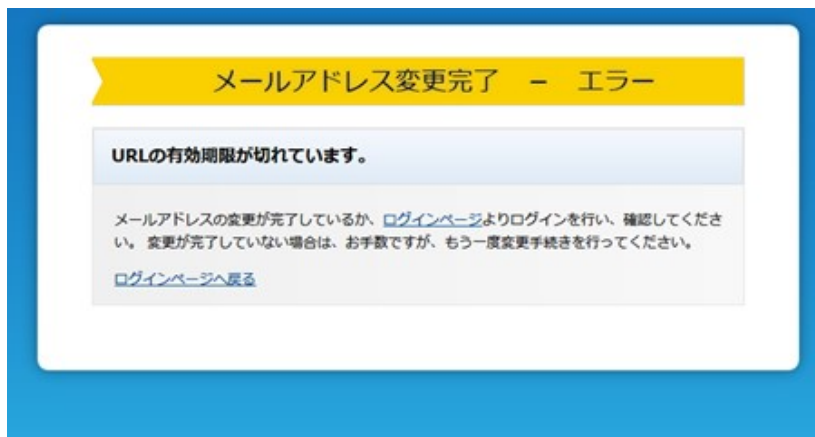 メールアドレス変更完了　－　エラー
URLの有効期限が切れています。
メールアドレスの変更が完了しているか、ログインページよりログインを行い、確認してくださ
い。 変更が完了していない場合は、お手数ですが、もう一度変更手続きを行ってください。
ログインページへ戻る